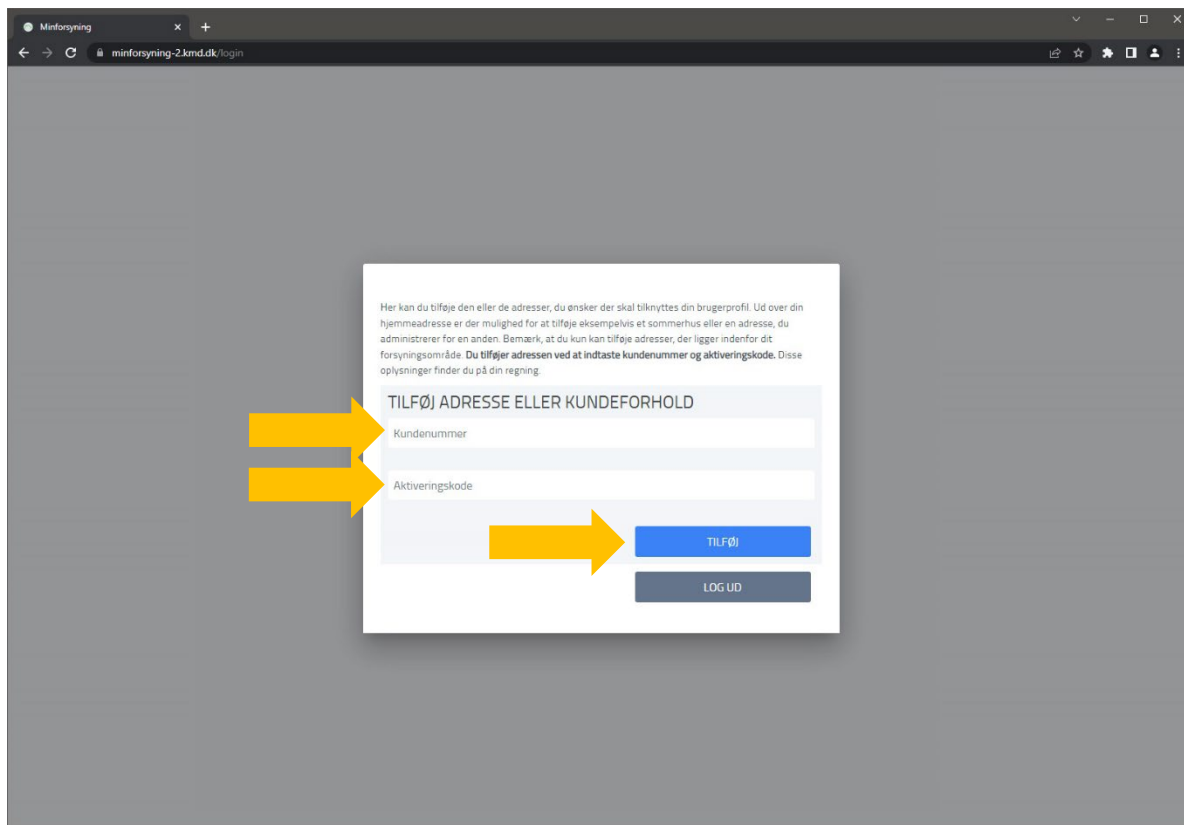 Minforsyning
minforsyning-2.kmd.dk/login
Her kan du tilføje den eller de adresser, du ønsker der skal tilknyttes din brugerprofil. Ud over din
hjemmeadresse er der mulighed for at tilføje eksempelvis et sommerhus eller en adresse, du
administrerer for en anden. Bemærk, at du kun kan tilføje adresser, der ligger indenfor dit
forsyningsområde. Du tilføjer adressen ved at indtaste kundenummer og aktiveringskode. Disse
oplysninger finder du på din regning.
TILFØJ ADRESSE ELLER KUNDEFORHOLD
Kundenummer
Aktiveringskode
TILFØJ
LOG UD